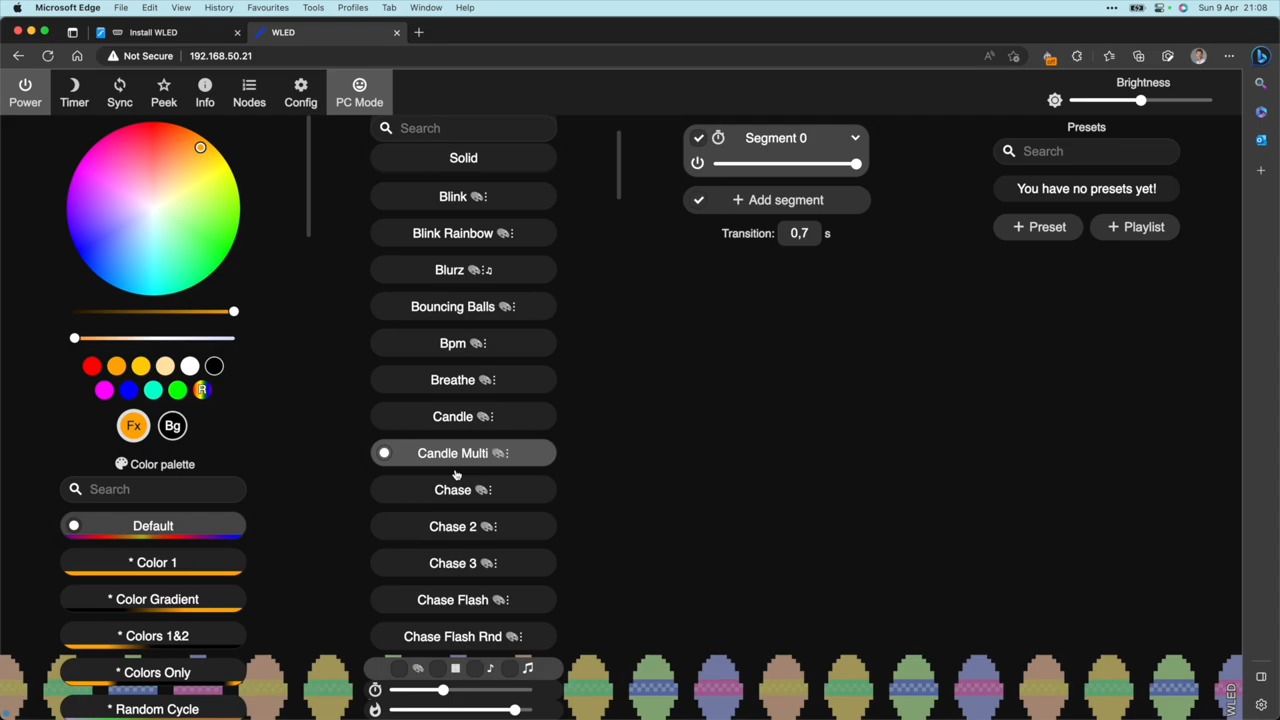 Microsoft Edge File Edit View History Favourites Tools Profiles Tab Window Help Sun 9 Apr 21:08
Install WLED WLED
Not Secure 192.168.50.21
Power Timer Sync Peek Info Nodes Config PC Mode
Brightness
Search
Solid
Blink
Blink Rainbow
Blurz
Bouncing Balls
Bpm
Breathe
Candle
Candle Multi
Chase
Chase 2
Chase 3
Chase Flash
Chase Flash Rnd
R
Fx Bg
Color palette
Search
Default
* Color 1
* Color Gradient
* Colors 1&2
* Colors Only
* Random Cycle
Segment 0
+ Add segment
Transition: 0,7 s
Presets
Search
You have no presets yet!
+ Preset + Playlist
WLED